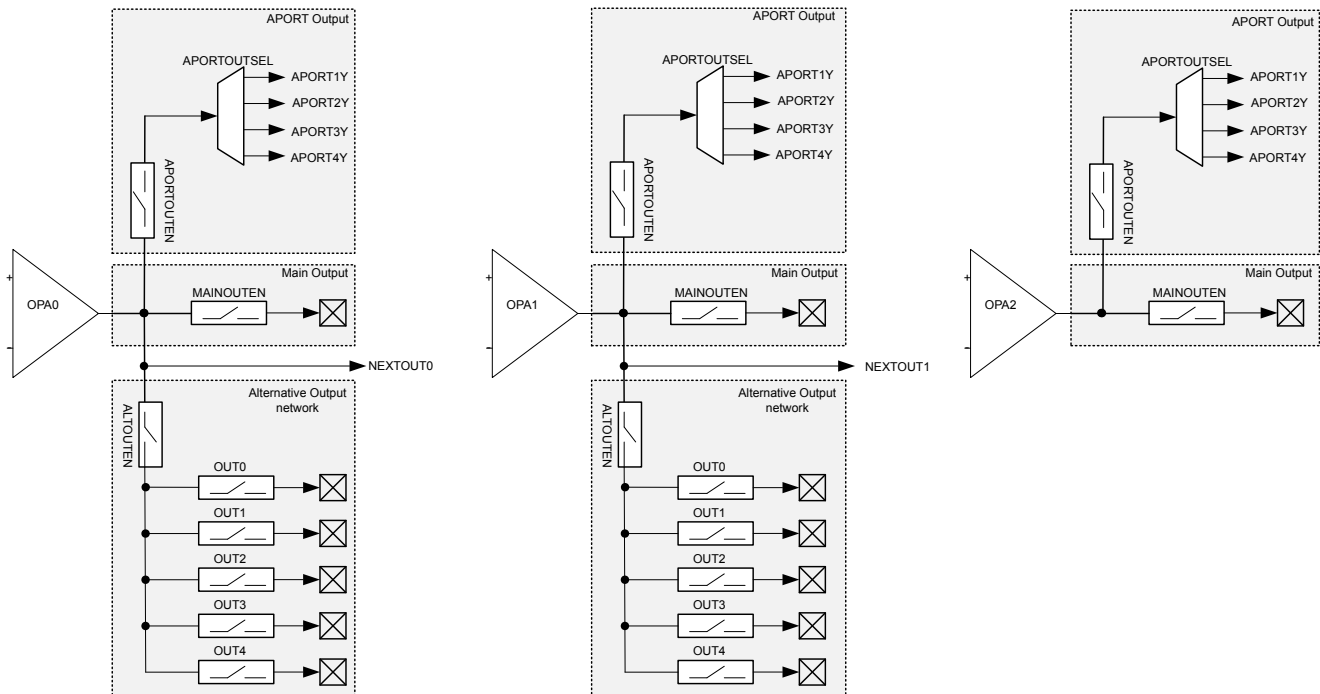 APORT Output
APORTOUTSEL
APORT1Y
APORT2Y
APORT3Y
APORT4Y
APORTOUTEN
+
OPA0
−
Main Output
MAINOUTEN
NEXTOUT0
Alternative Output
network
ALTOUTEN
OUT0
OUT1
OUT2
OUT3
OUT4
APORT Output
APORTOUTSEL
APORT1Y
APORT2Y
APORT3Y
APORT4Y
APORTOUTEN
+
OPA1
−
Main Output
MAINOUTEN
NEXTOUT1
Alternative Output
network
ALTOUTEN
OUT0
OUT1
OUT2
OUT3
OUT4
APORT Output
APORTOUTSEL
APORT1Y
APORT2Y
APORT3Y
APORT4Y
APORTOUTEN
+
OPA2
−
Main Output
MAINOUTEN